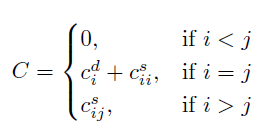 C = { 0, if i < j
c_i^d + c_{ii}^s, if i = j
c_{ij}^s, if i > j